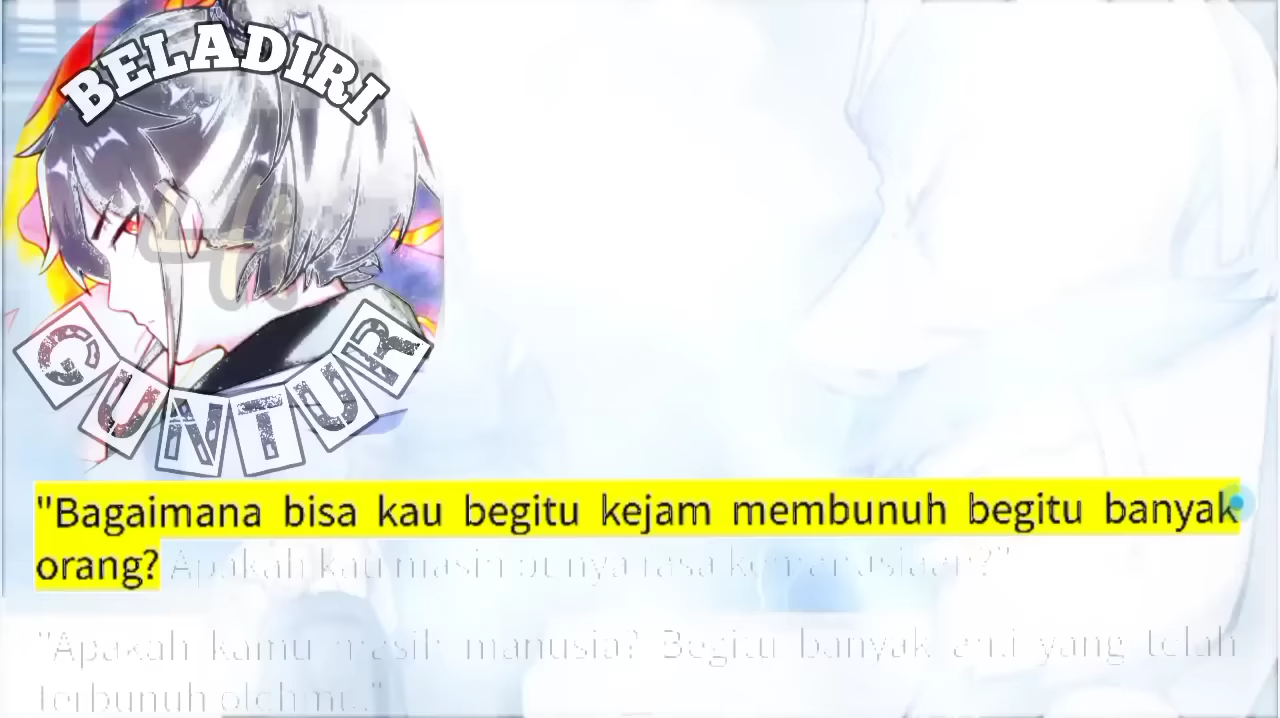 BELADIRI
GUNTUR
"Bagaimana bisa kau begitu kejam membunuh begitu banyak
orang? Apakah kau masih punya rasa kemanusiaan?"
"Apakah kamu masih manusia? Begitu banyak yang telah
terbunuh olehmu."